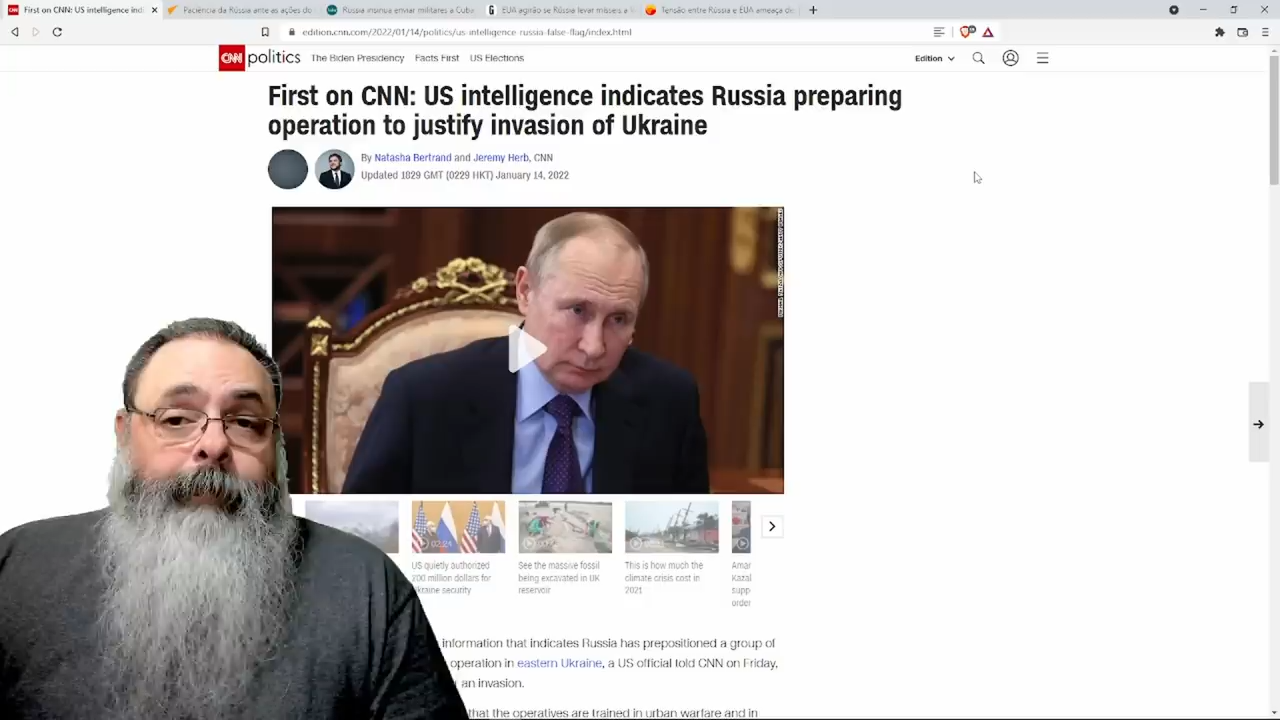 First on CNN: US intelligence indi
Paciência da Rússia ante as ações do
Rússia insinua enviar militares a Cuba
EUA agirão se Rússia levar mísseis a
Tensão entre Rússia e EUA ameaça de
edition.cnn.com/2022/01/14/politics/us-intelligence-russia-false-flag/index.html
CNN politics The Biden Presidency Facts First US Elections Edition
First on CNN: US intelligence indicates Russia preparing
operation to justify invasion of Ukraine
By Natasha Bertrand and Jeremy Herb, CNN
Updated 1829 GMT (0229 HKT) January 14, 2022
US quietly authorized
200 million dollars for
kraine security
See the massive fossil
being excavated in UK
reservoir
This is how much the
climate crisis cost in
2021
Amar
Kazal
supp
order
information that indicates Russia has prepositioned a group of
operation in eastern Ukraine, a US official told CNN on Friday,
an invasion.
that the operatives are trained in urban warfare and in